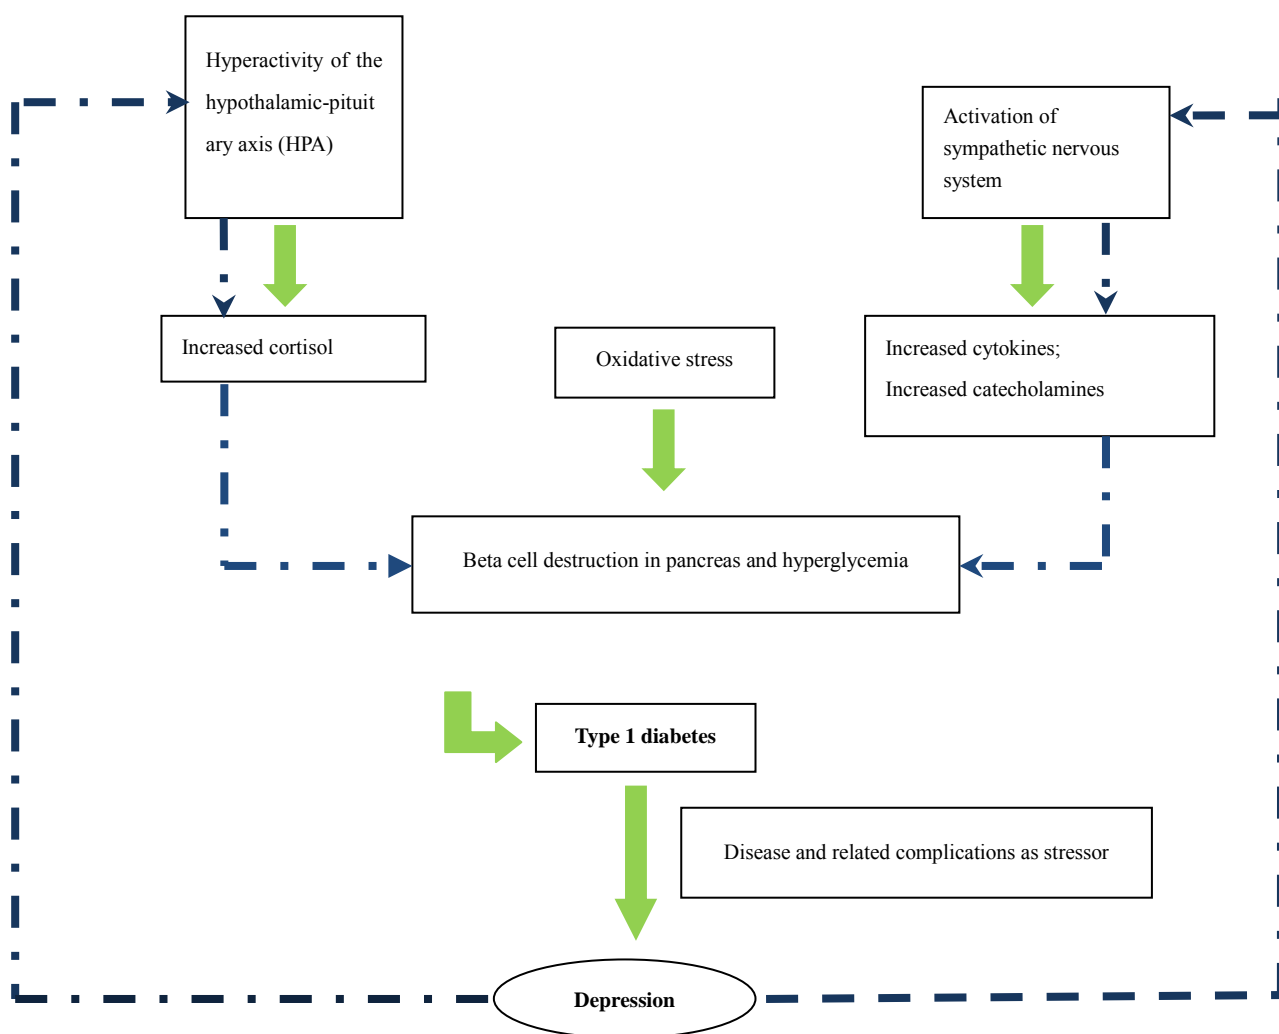 Hyperactivity of the
hypothalamic-pituit
ary axis (HPA)
Activation of
sympathetic nervous
system
Increased cortisol
Oxidative stress
Increased cytokines;
Increased catecholamines
Beta cell destruction in pancreas and hyperglycemia
Type 1 diabetes
Disease and related complications as stressor
Depression